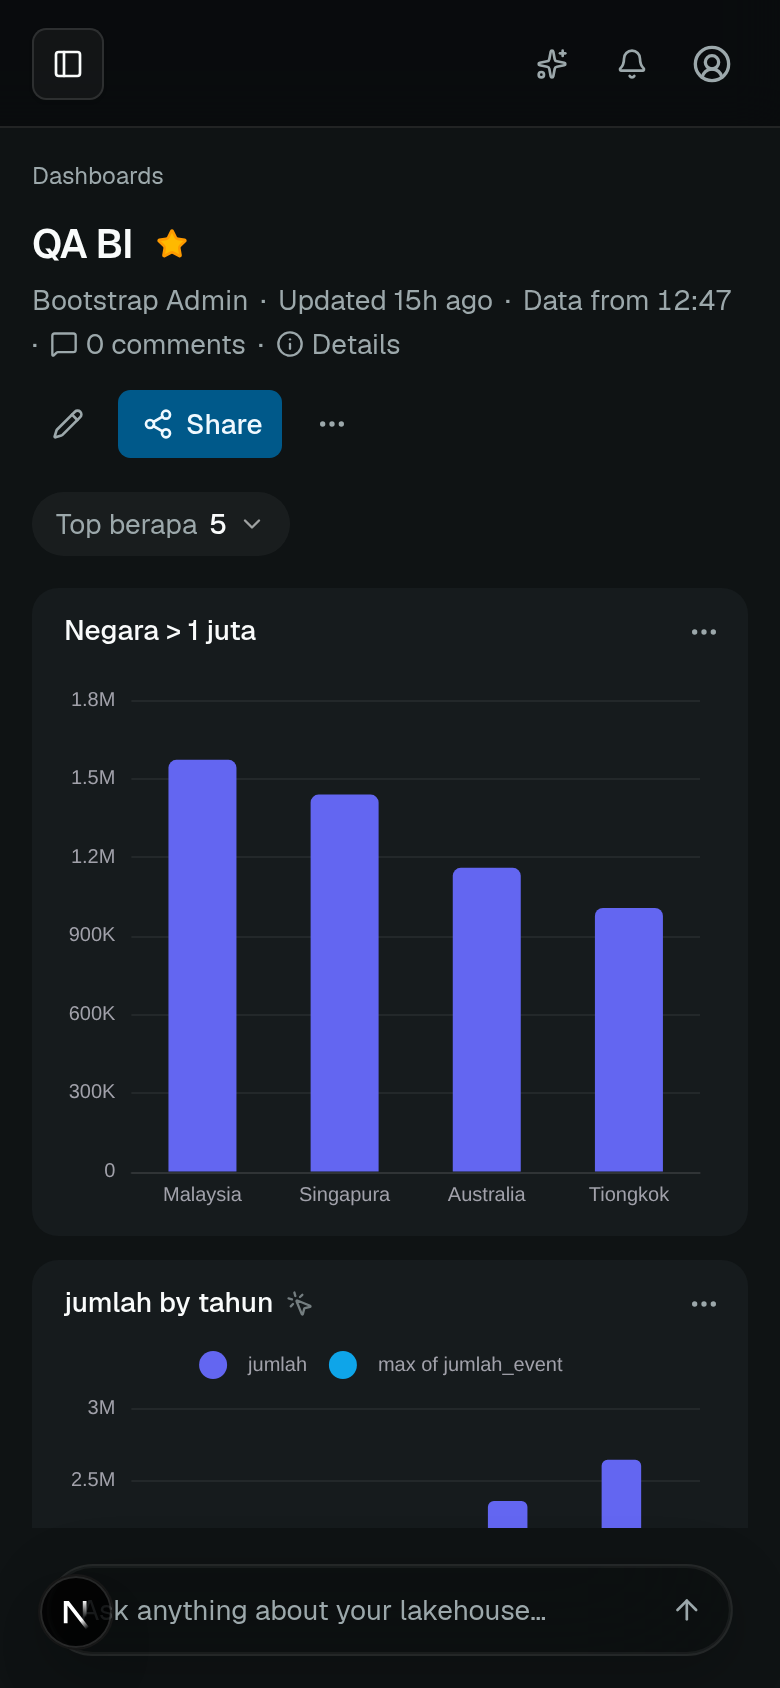 Dashboards
QA BI
Bootstrap Admin · Updated 15h ago · Data from 12:47
· 0 comments · Details
Share
Top berapa 5
Negara > 1 juta
1.8M
1.5M
1.2M
900K
600K
300K
0
Malaysia Singapura Australia Tiongkok
jumlah by tahun
jumlah max of jumlah_event
3M
2.5M
N
Ask anything about your lakehouse...